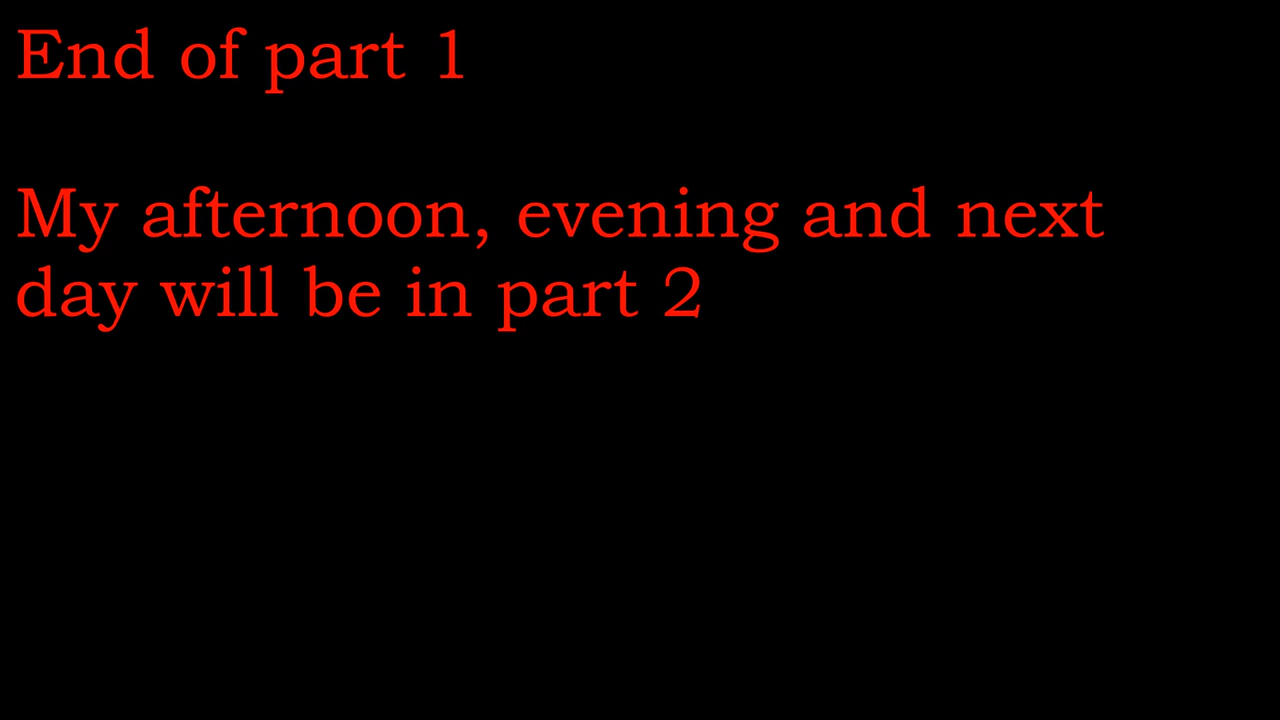 End of part 1
My afternoon, evening and next
day will be in part 2